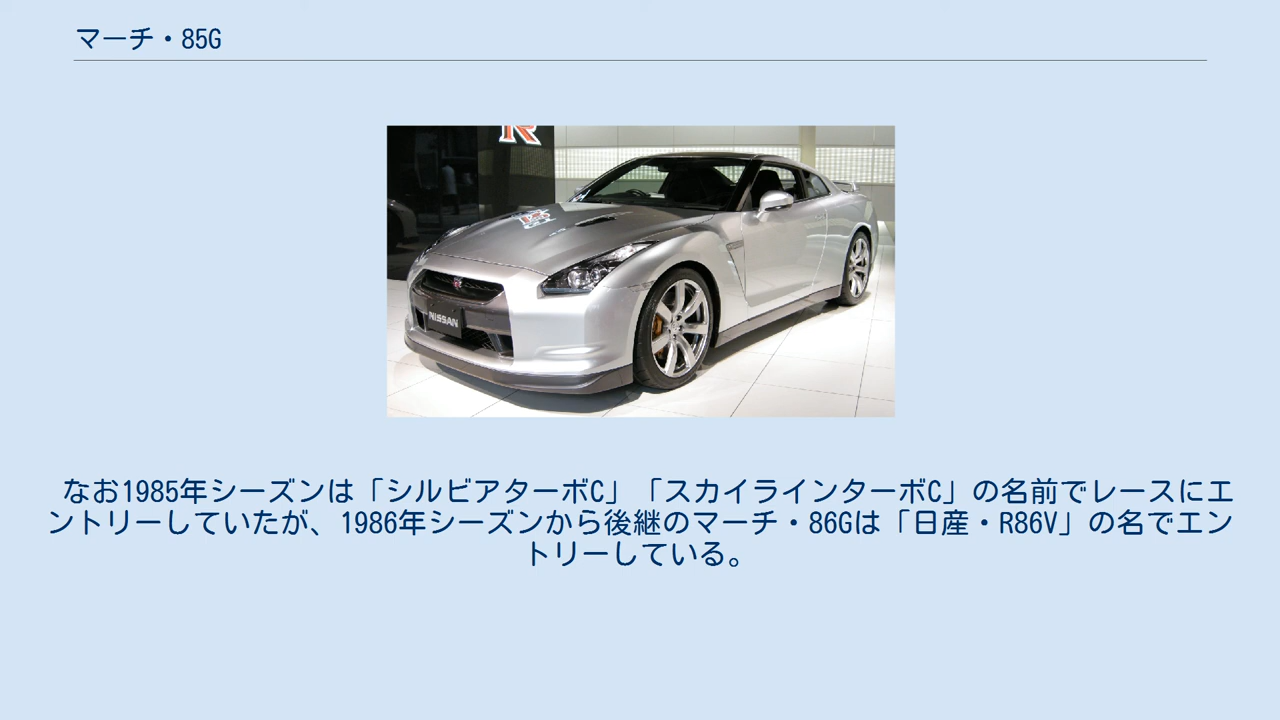 マーチ・85G
R
NISSAN
なお1985年シーズンは「シルビアターボC」「スカイラインターボC」の名前でレースにエ
ントリーしていたが、1986年シーズンから後継のマーチ・86Gは「日産・R86V」の名でエン
トリーしている。